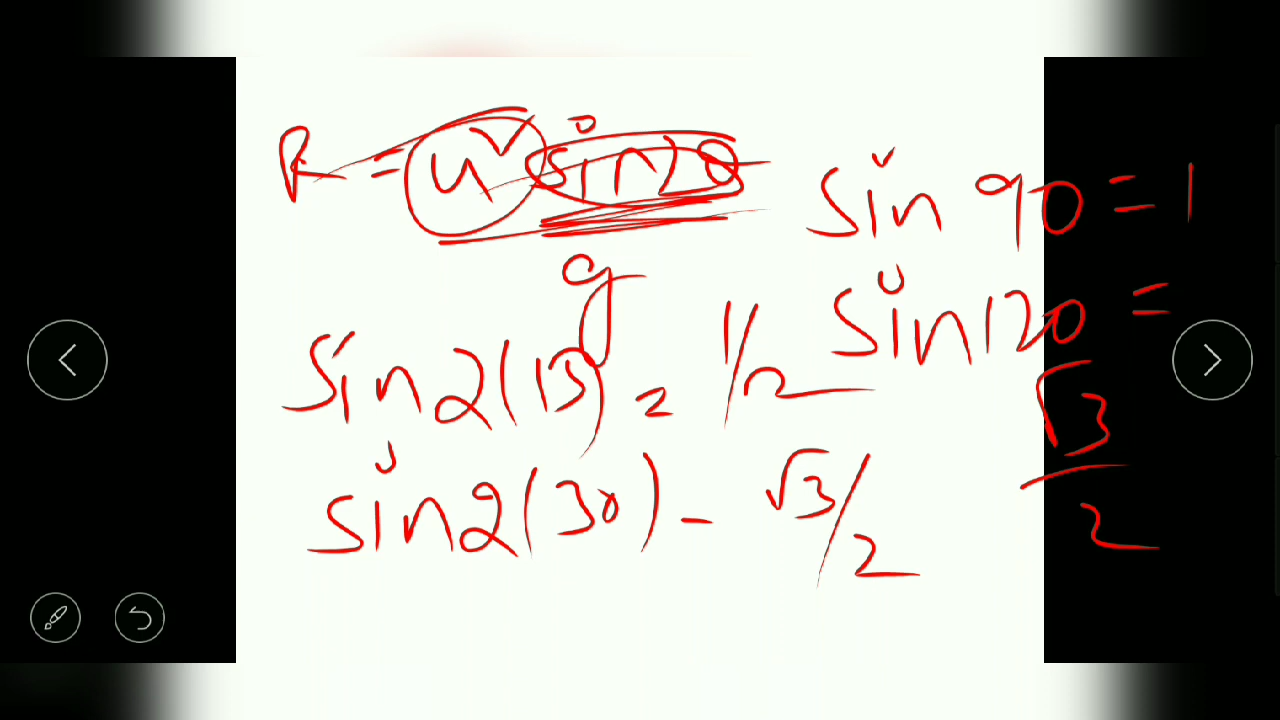 R = u² sin2θ
g
sin2(15) = 1/2
sin2(30) - √3/2
sin 90 = 1
sin 120 =
√3
2